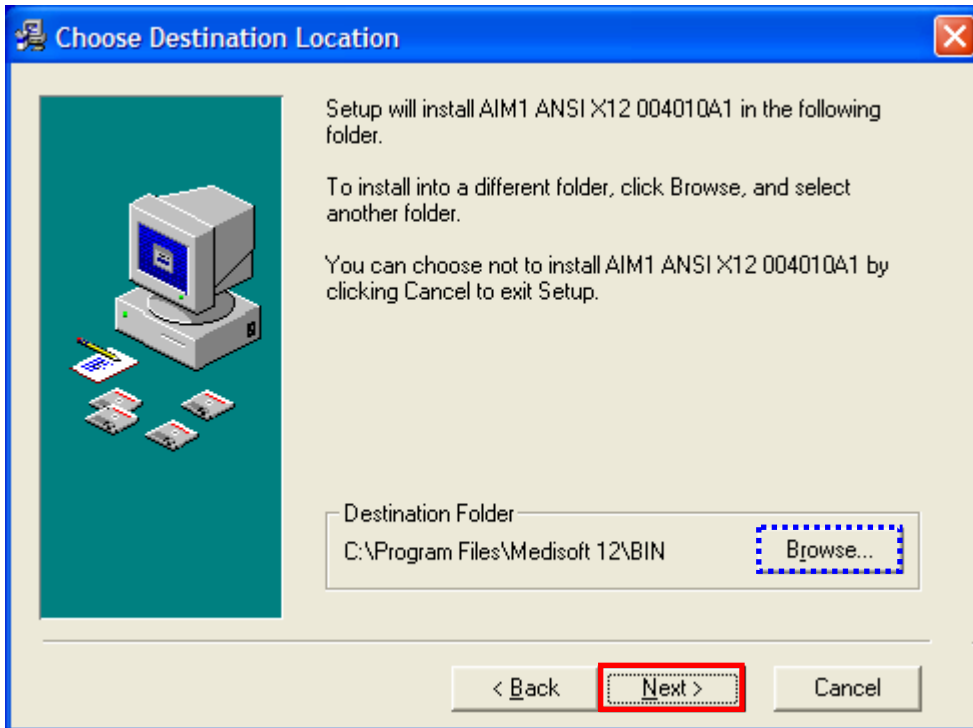 Choose Destination Location
Setup will install AIM1 ANSI X12 004010A1 in the following
folder.
To install into a different folder, click Browse, and select
another folder.
You can choose not to install AIM1 ANSI X12 004010A1 by
clicking Cancel to exit Setup.
Destination Folder
C:\Program Files\Medisoft 12\BIN
Browse...
< Back
Next >
Cancel